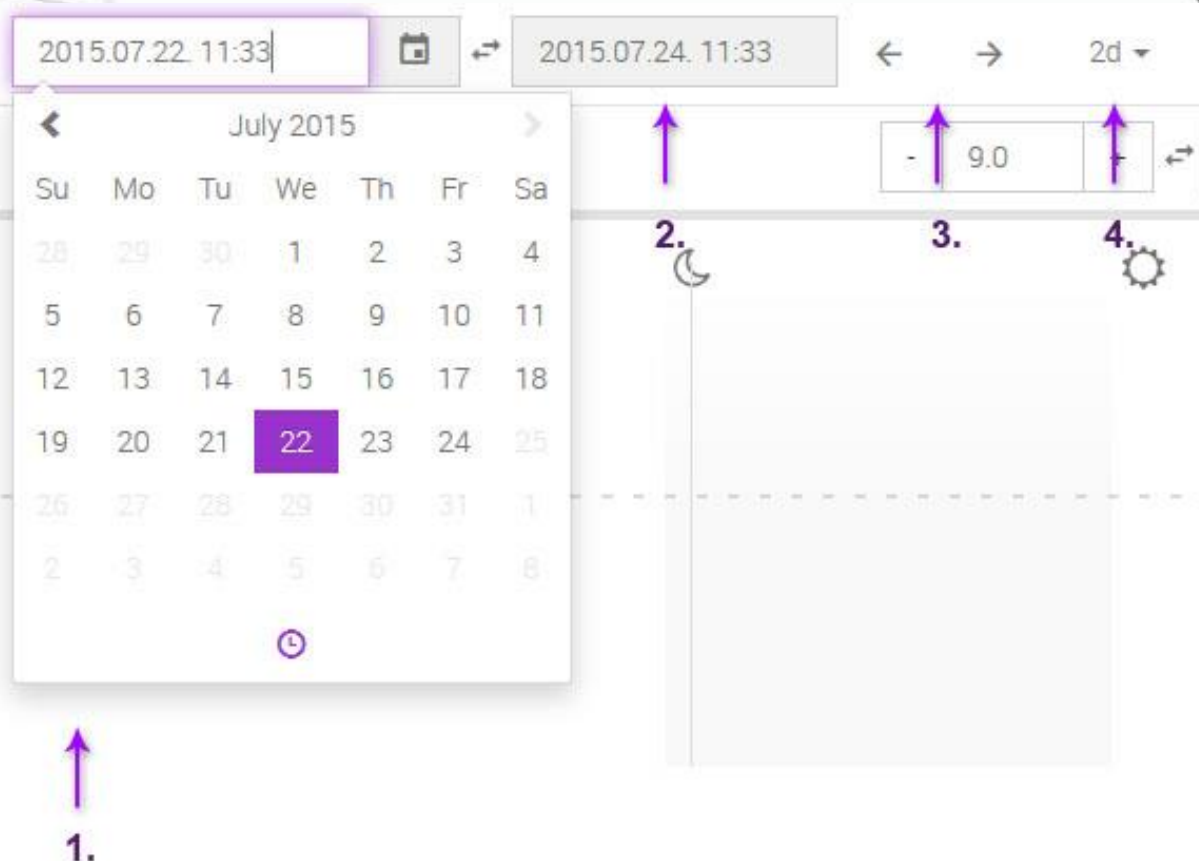 2015.07.22. 11:33 2015.07.24. 11:33 2d
July 2015
- 9.0 +
Su Mo Tu We Th Fr Sa
2. 3. 4.
28 29 30 1 2 3 4
5 6 7 8 9 10 11
12 13 14 15 16 17 18
19 20 21 22 23 24 25
26 27 28 29 30 31 1
2 3 4 5 6 7 8
1.